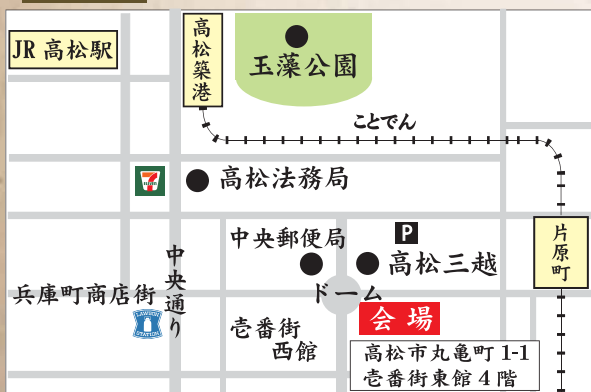 JR 高松駅
高松築港
玉藻公園
ことでん
7
高松法務局
P
中央郵便局
高松三越
片原町
中央通り
兵庫町商店街
LAWSON
STATION
ドーム
会場
壱番街
西館
高松市丸亀町 1-1
壱番街東館 4 階